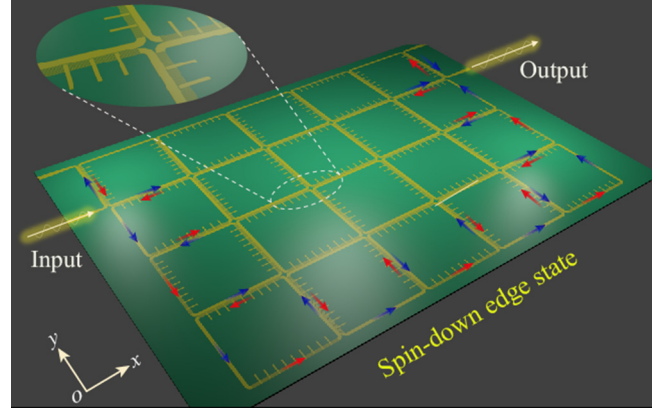 Output
Input
Spin-down edge state
y
x
o